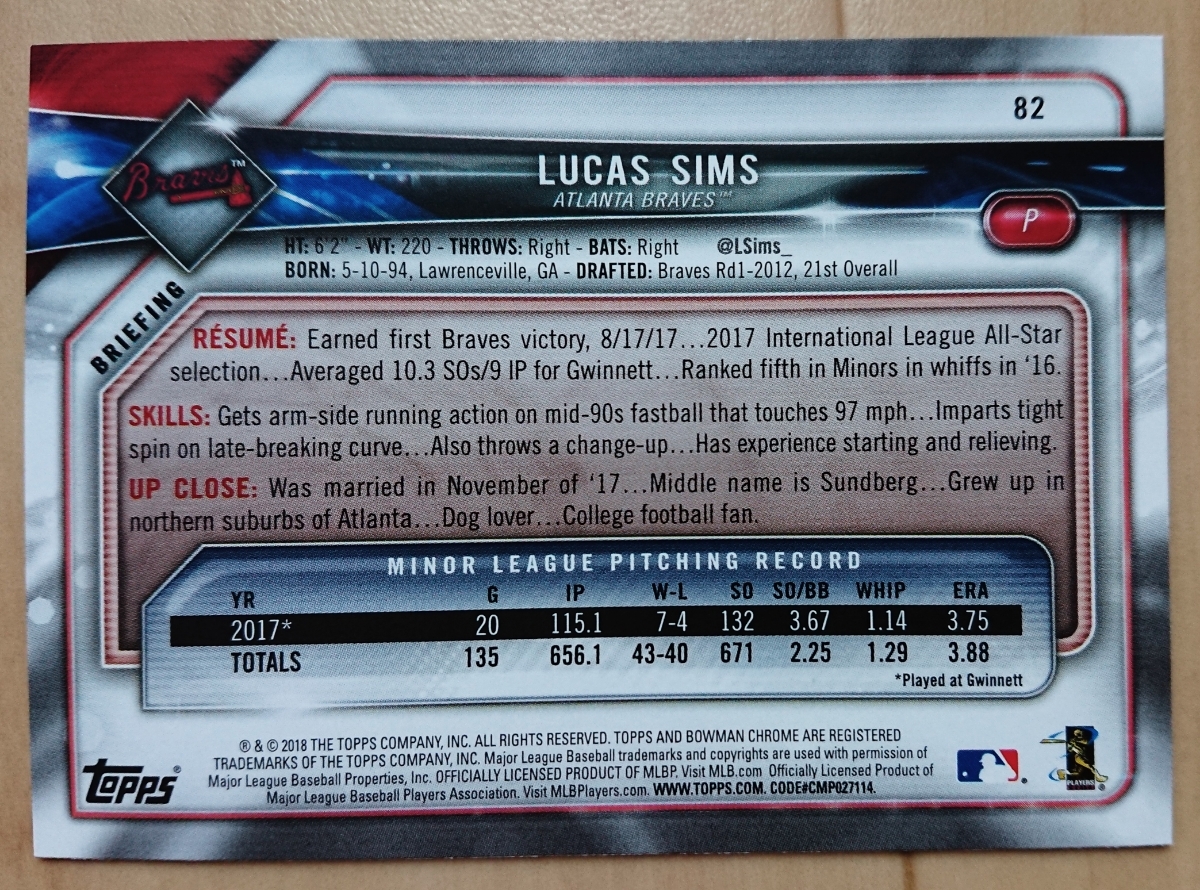 82
Braves™
LUCAS SIMS
ATLANTA BRAVES™
P
HT: 6'2" - WT: 220 - THROWS: Right - BATS: Right @LSims_
BORN: 5-10-94, Lawrenceville, GA - DRAFTED: Braves Rd1-2012, 21st Overall
BRIEFING
RÉSUMÉ: Earned first Braves victory, 8/17/17...2017 International League All-Star
selection...Averaged 10.3 SOs/9 IP for Gwinnett...Ranked fifth in Minors in whiffs in '16.
SKILLS: Gets arm-side running action on mid-90s fastball that touches 97 mph...Imparts tight
spin on late-breaking curve...Also throws a change-up...Has experience starting and relieving.
UP CLOSE: Was married in November of '17...Middle name is Sundberg...Grew up in
northern suburbs of Atlanta...Dog lover...College football fan.
MINOR LEAGUE PITCHING RECORD
YR G IP W-L SO SO/BB WHIP ERA
2017* 20 115.1 7-4 132 3.67 1.14 3.75
TOTALS 135 656.1 43-40 671 2.25 1.29 3.88
*Played at Gwinnett
® & © 2018 THE TOPPS COMPANY, INC. ALL RIGHTS RESERVED. TOPPS AND BOWMAN CHROME ARE REGISTERED
TRADEMARKS OF THE TOPPS COMPANY, INC. Major League Baseball trademarks and copyrights are used with permission of
Major League Baseball Properties, Inc. OFFICIALLY LICENSED PRODUCT OF MLBP. Visit MLB.com Officially Licensed Product of
Major League Baseball Players Association. Visit MLBPlayers.com. WWW.TOPPS.COM. CODE#CMP027114.
TOPPS®
PLAYERS